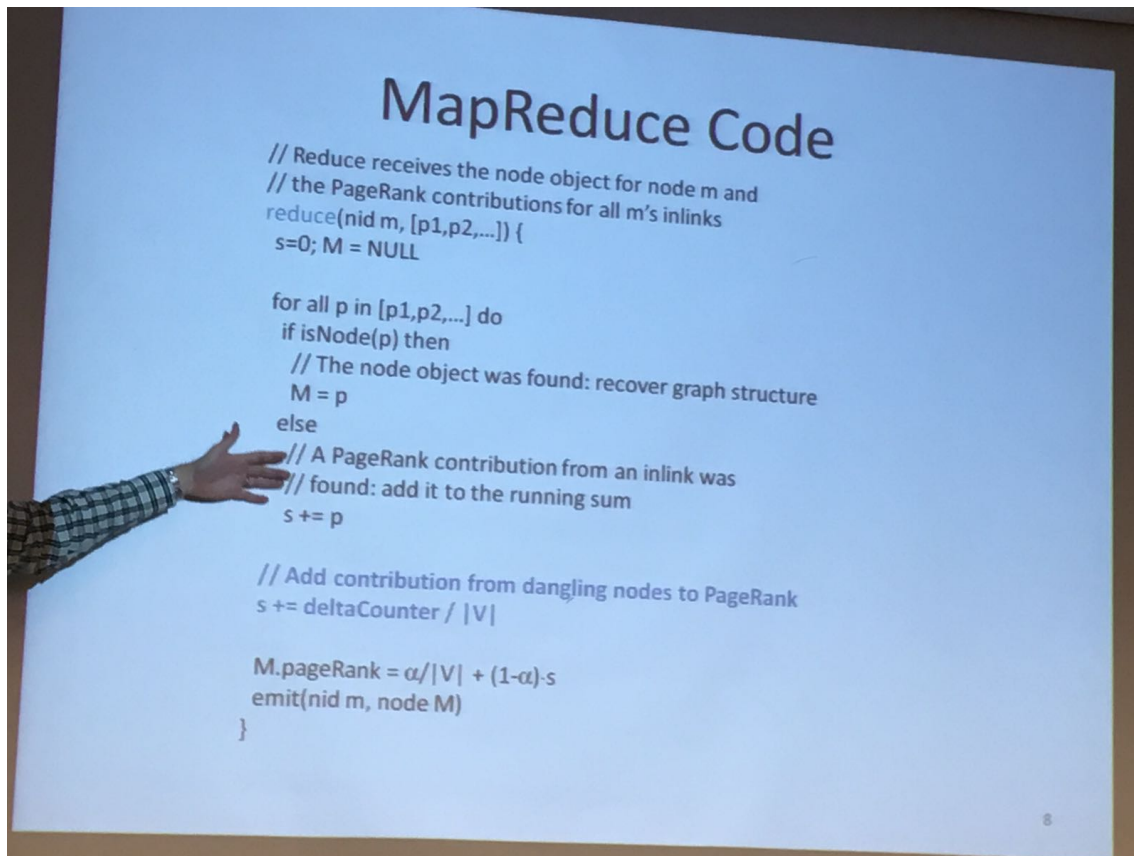 MapReduce Code
// Reduce receives the node object for node m and
// the PageRank contributions for all m's inlinks
reduce(nid m, [p1,p2,...]) {
s=0; M = NULL
for all p in [p1,p2,...] do
if isNode(p) then
// The node object was found: recover graph structure
M = p
else
// A PageRank contribution from an inlink was
// found: add it to the running sum
s += p
// Add contribution from dangling nodes to PageRank
s += deltaCounter / |V|
M.pageRank = α/|V| + (1-α)·s
emit(nid m, node M)
}
8